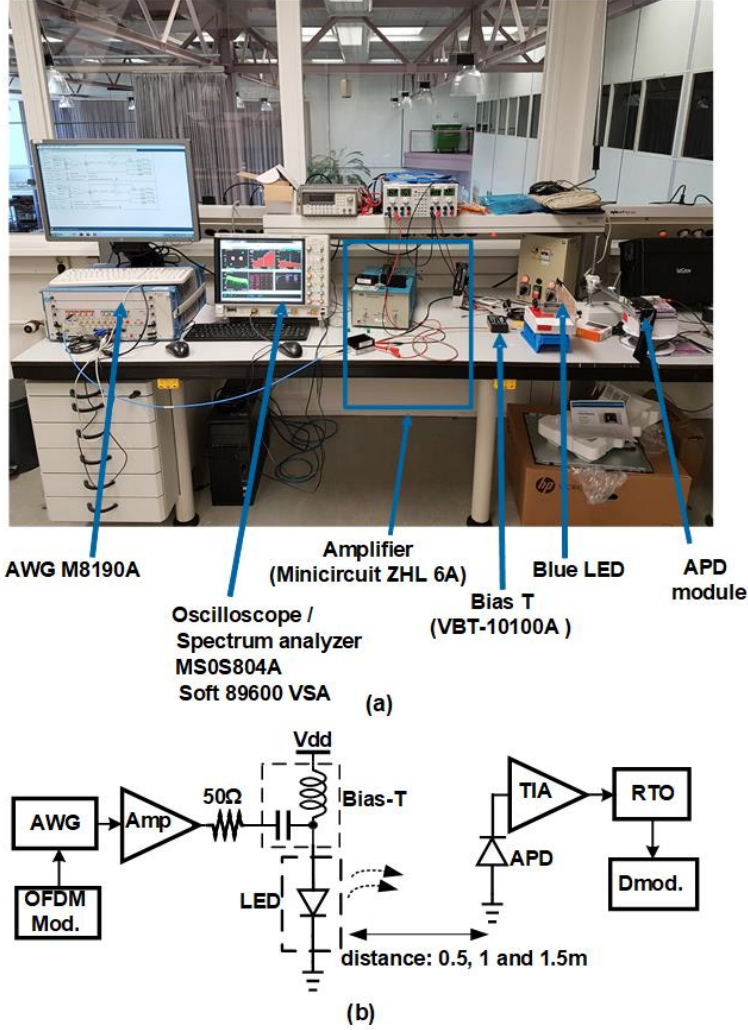 hp
AWG M8190A
Oscilloscope /
Spectrum analyzer
MS0S804A
Soft 89600 VSA
Amplifier
(Minicircuit ZHL 6A)
Bias T
(VBT-10100A )
Blue LED
APD
module
(a)
Vdd
50Ω
Bias-T
AWG
Amp
OFDM
Mod.
LED
TIA
APD
RTO
Dmod.
distance: 0.5, 1 and 1.5m
(b)